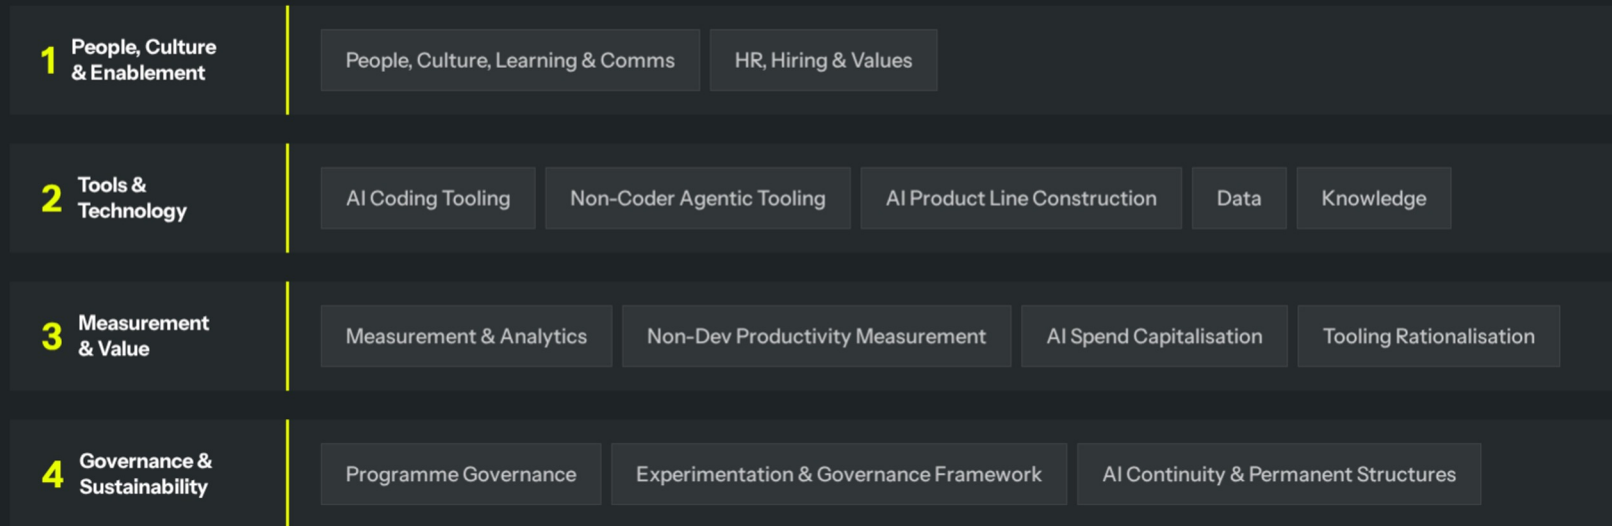 1
People, Culture
& Enablement
People, Culture, Learning & Comms
HR, Hiring & Values
2
Tools &
Technology
AI Coding Tooling
Non-Coder Agentic Tooling
AI Product Line Construction
Data
Knowledge
3
Measurement
& Value
Measurement & Analytics
Non-Dev Productivity Measurement
AI Spend Capitalisation
Tooling Rationalisation
4
Governance &
Sustainability
Programme Governance
Experimentation & Governance Framework
AI Continuity & Permanent Structures